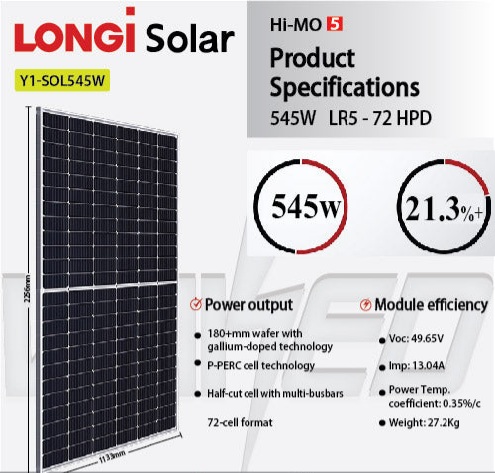 LONGi Solar
Y1-SOL545W
Hi-MO 5
Product
Specifications
545W LR5 - 72 HPD
545W
21.3%+
2256mm
1133mm
Power output
180+mm wafer with
gallium-doped technology
P-PERC cell technology
Half-cut cell with multi-busbars
72-cell format
Module efficiency
Voc: 49.65V
Imp: 13.04A
Power Temp.
coefficient: 0.35%/c
Weight: 27.2Kg